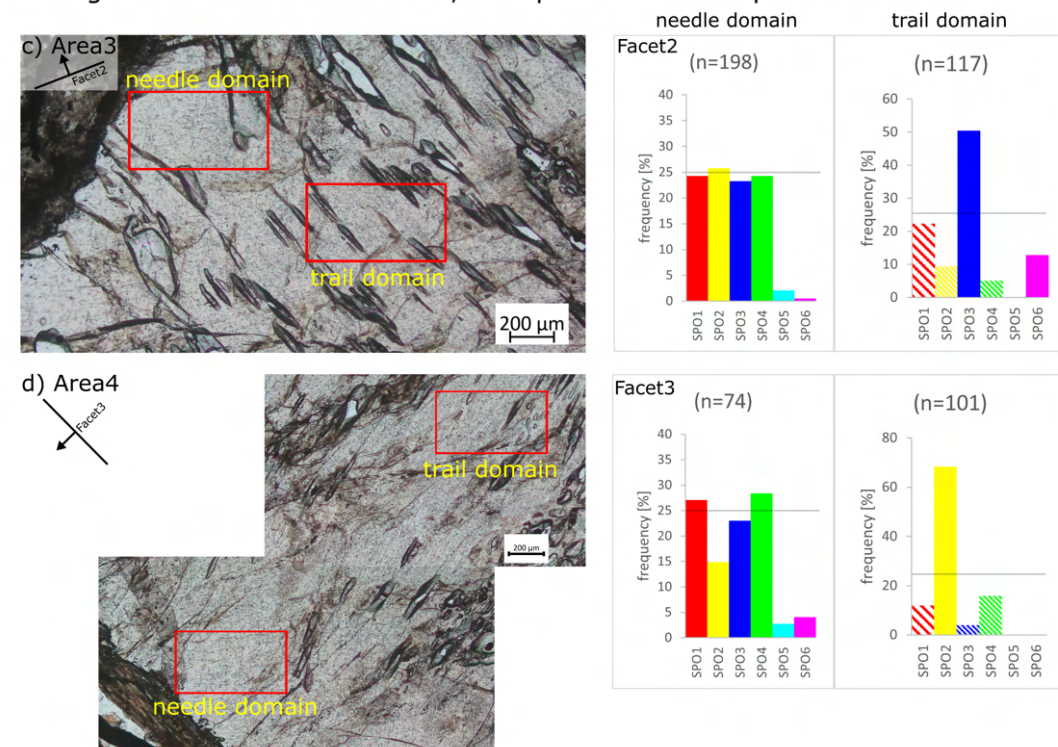 needle domain
trail domain
c) Area3
Facet2
needle domain
trail domain
200 µm
Facet2
(n=198)
frequency [%]
40
35
30
25
20
15
10
5
0
SPO1
SPO2
SPO3
SPO4
SPO5
SPO6
(n=117)
frequency [%]
60
50
40
30
20
10
0
SPO1
SPO2
SPO3
SPO4
SPO5
SPO6
d) Area4
Facet3
trail domain
200 µm
needle domain
Facet3
(n=74)
frequency [%]
40
35
30
25
20
15
10
5
0
SPO1
SPO2
SPO3
SPO4
SPO5
SPO6
(n=101)
frequency [%]
80
60
40
20
0
SPO1
SPO2
SPO3
SPO4
SPO5
SPO6